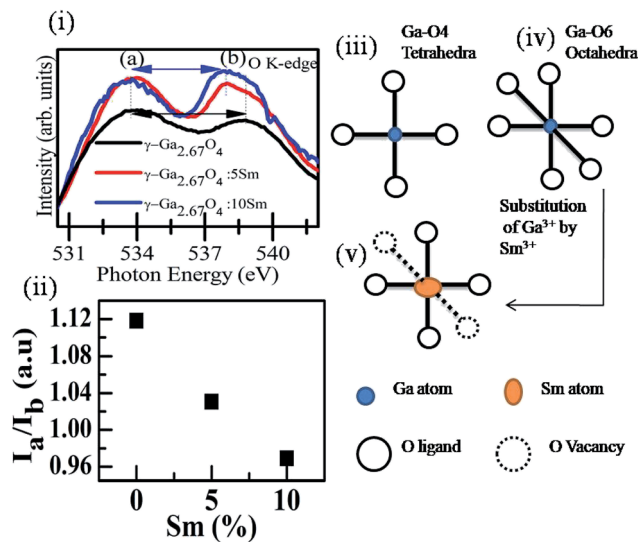 (i)
(a) (b) O K-edge
Intensity (arb. units)
γ-Ga2.67O4
γ-Ga2.67O4 :5Sm
γ-Ga2.67O4 :10Sm
531 534 537 540
Photon Energy (eV)
(ii)
Ia/Ib (a.u)
1.12
1.08
1.04
1.00
0.96
0 5 10
Sm (%)
(iii)
Ga-O4
Tetrahedra
(iv)
Ga-O6
Octahedra
Substitution
of Ga3+ by
Sm3+
(v)
Ga atom
Sm atom
O ligand
O Vacancy